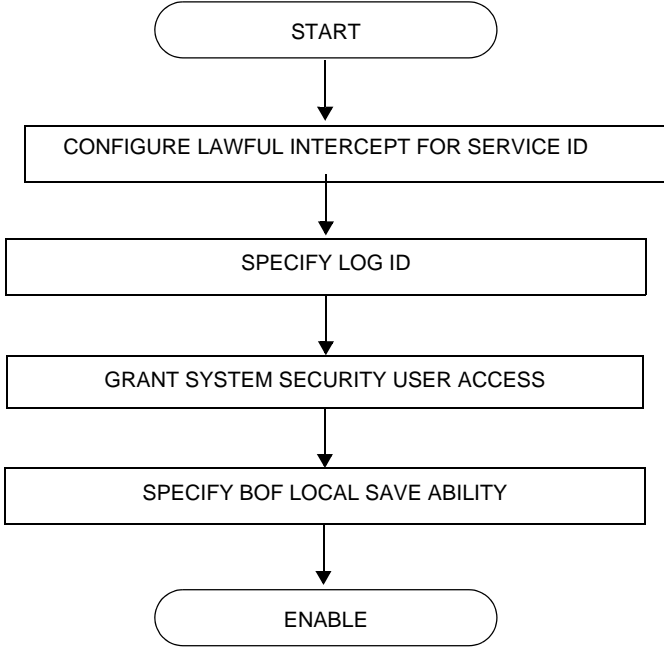 START
CONFIGURE LAWFUL INTERCEPT FOR SERVICE ID
SPECIFY LOG ID
GRANT SYSTEM SECURITY USER ACCESS
SPECIFY BOF LOCAL SAVE ABILITY
ENABLE